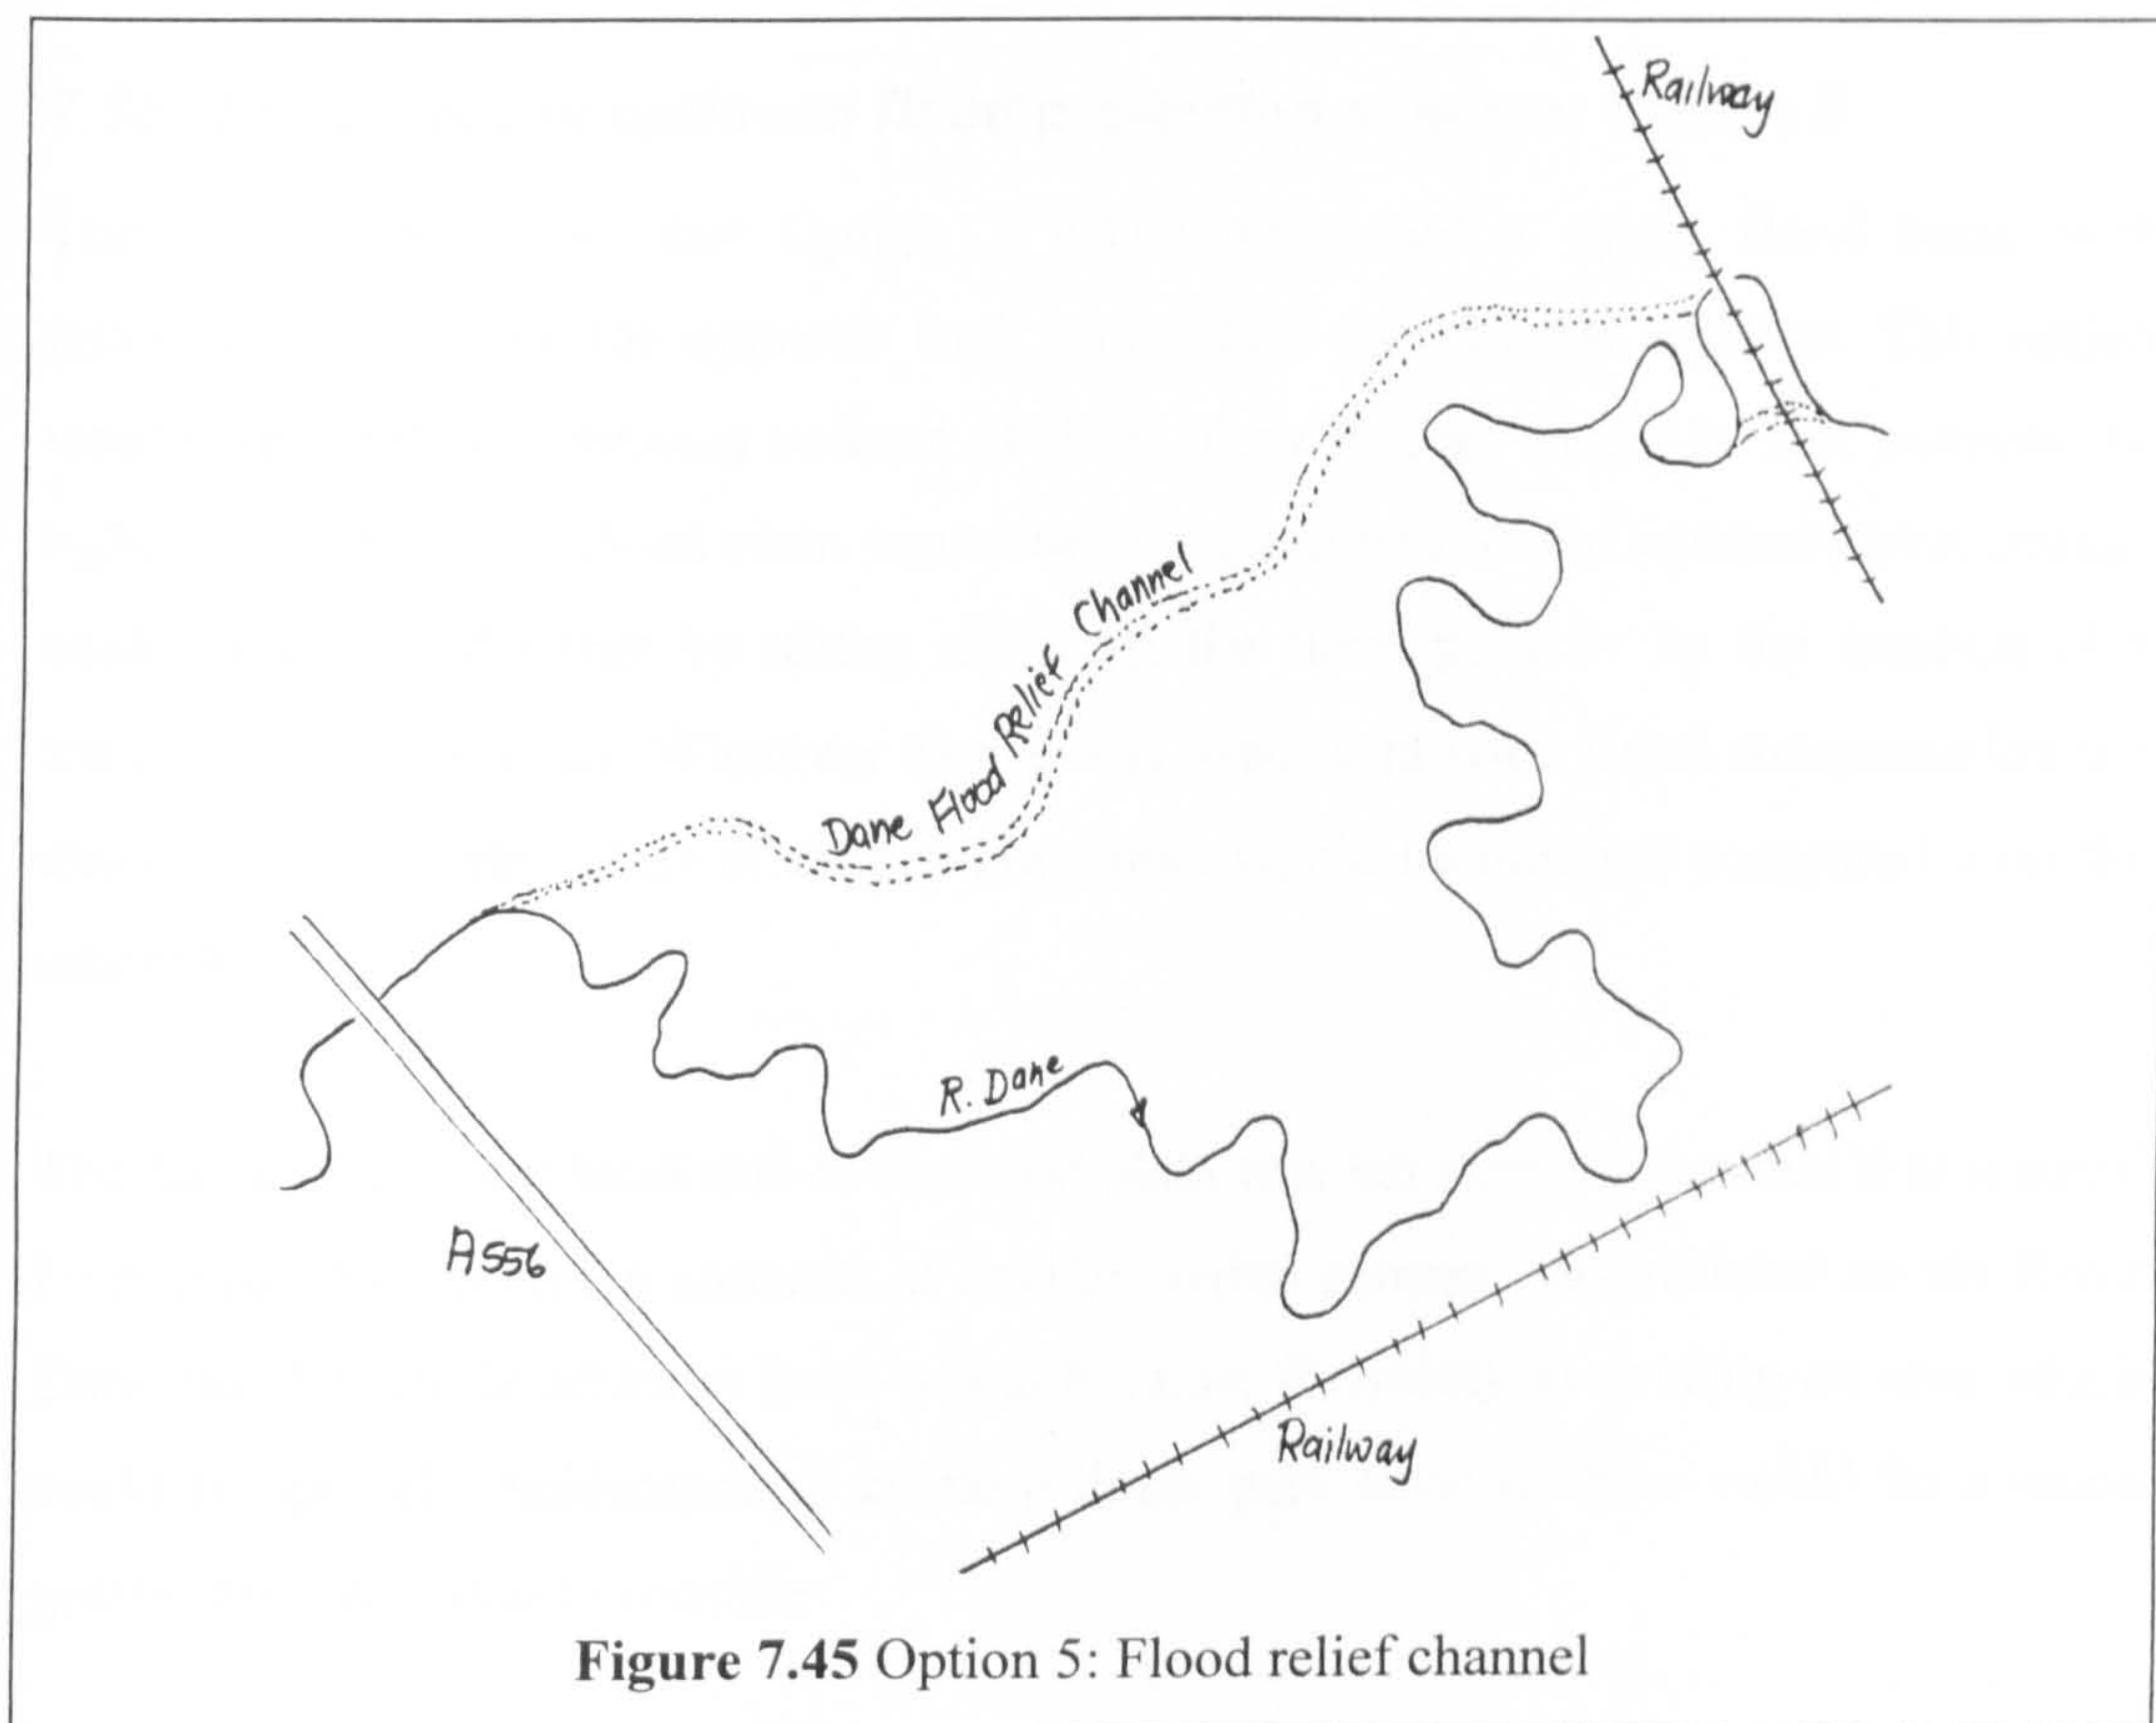 Railway
Dane Flood Relief Channel
R. Dane
A556
Railway
Figure 7.45 Option 5: Flood relief channel